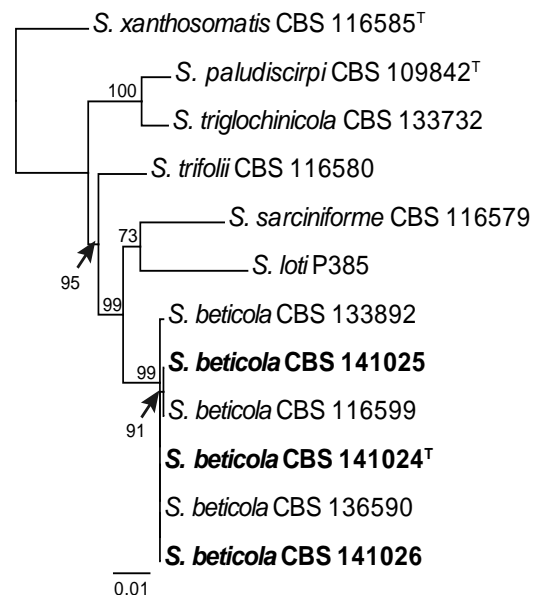 S. xanthosomatis CBS 116585ᵀ
100
S. paludiscirpi CBS 109842ᵀ
S. triglochinicola CBS 133732
S. trifolii CBS 116580
95
73
S. sarciniforme CBS 116579
S. loti P385
99
S. beticola CBS 133892
99
S. beticola CBS 141025
S. beticola CBS 116599
91
S. beticola CBS 141024ᵀ
S. beticola CBS 136590
S. beticola CBS 141026
0.01